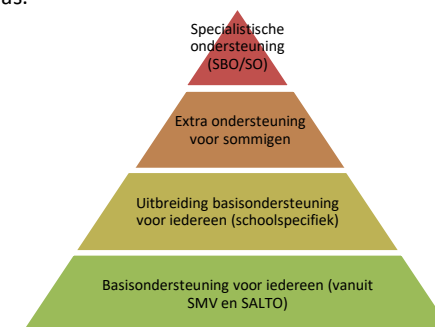 Specialistische
ondersteuning
(SBO/SO)
Extra ondersteuning
voor sommigen
Uitbreiding basisondersteuning
voor iedereen (schoolspecifiek)
Basisondersteuning voor iedereen (vanuit
SMV en SALTO)